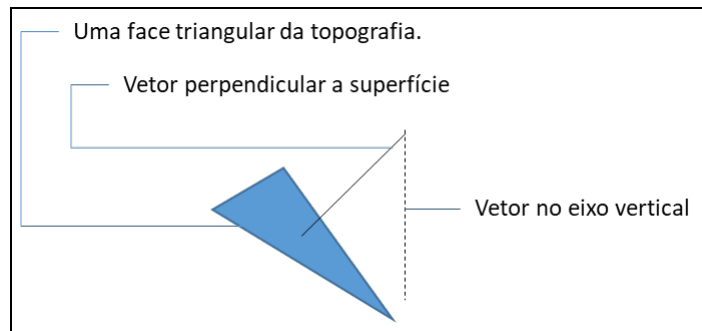 Uma face triangular da topografia.
Vetor perpendicular a superfície
Vetor no eixo vertical